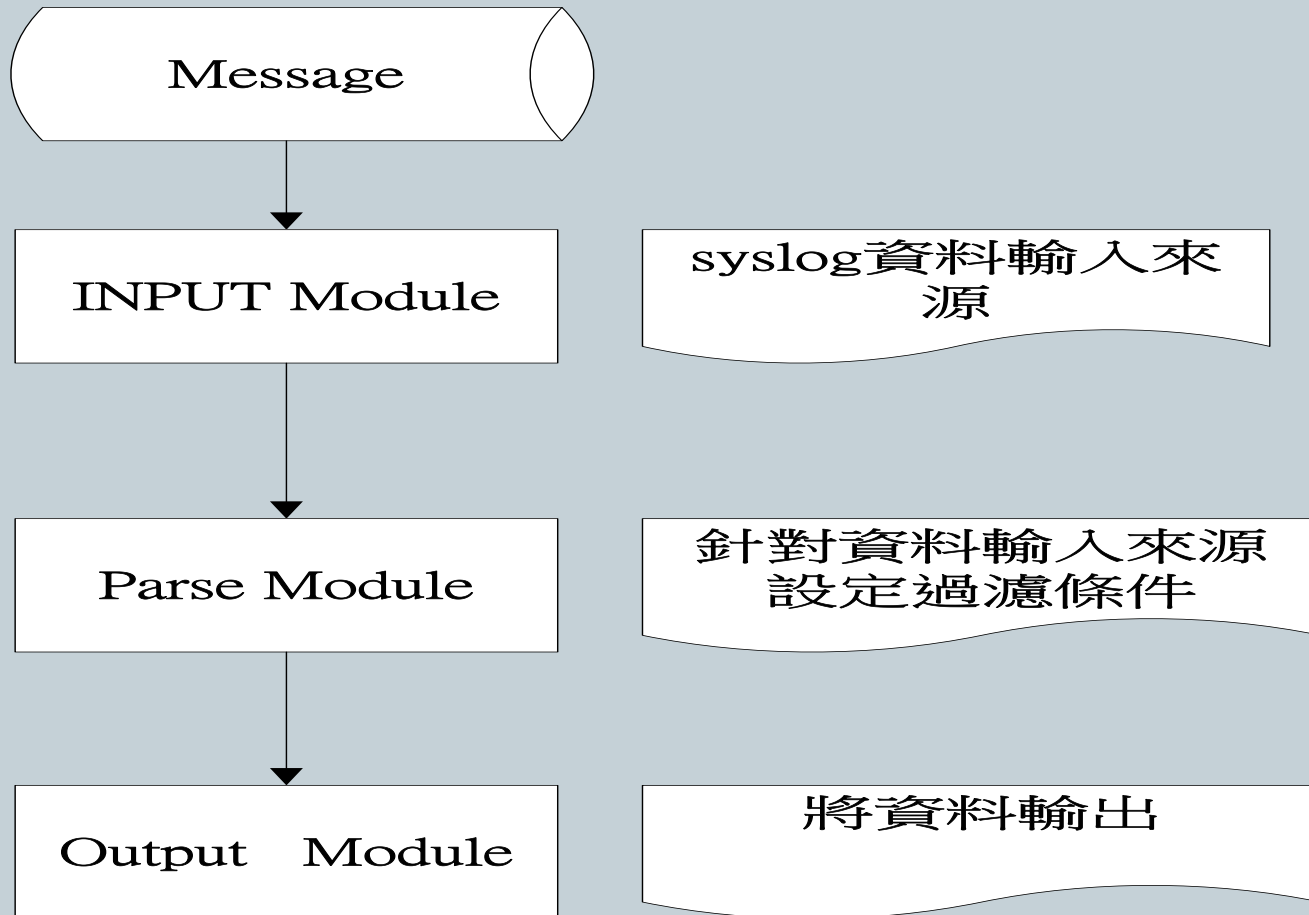 Message
INPUT Module
syslog資料輸入來
源
Parse Module
針對資料輸入來源
設定過濾條件
Output Module
將資料輸出